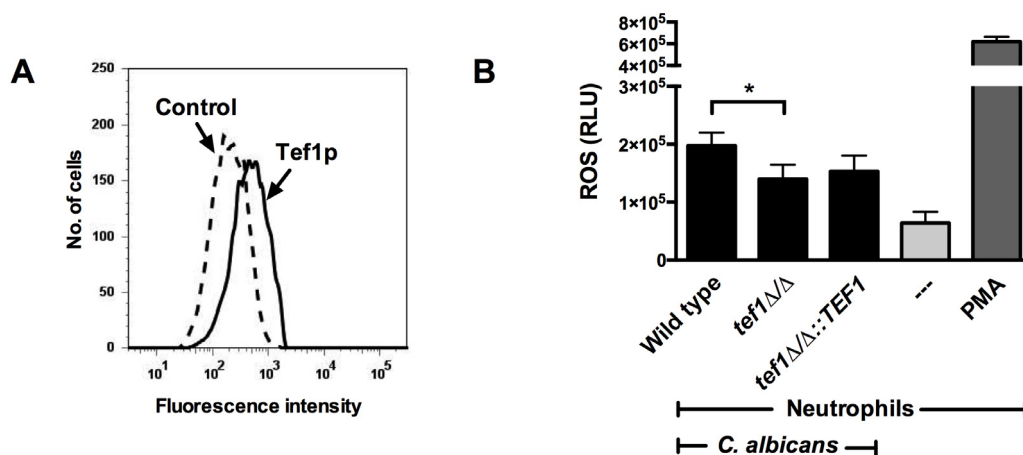 A
250
200
150
100
50
0
No. of cells
Control
Tef1p
10¹ 10² 10³ 10⁴ 10⁵
Fluorescence intensity
B
8×10⁵
6×10⁵
4×10⁵
3×10⁵
2×10⁵
1×10⁵
0
ROS (RLU)
*
Wild type
tef1Δ/Δ
tef1Δ/Δ::TEF1
---
PMA
Neutrophils
C. albicans